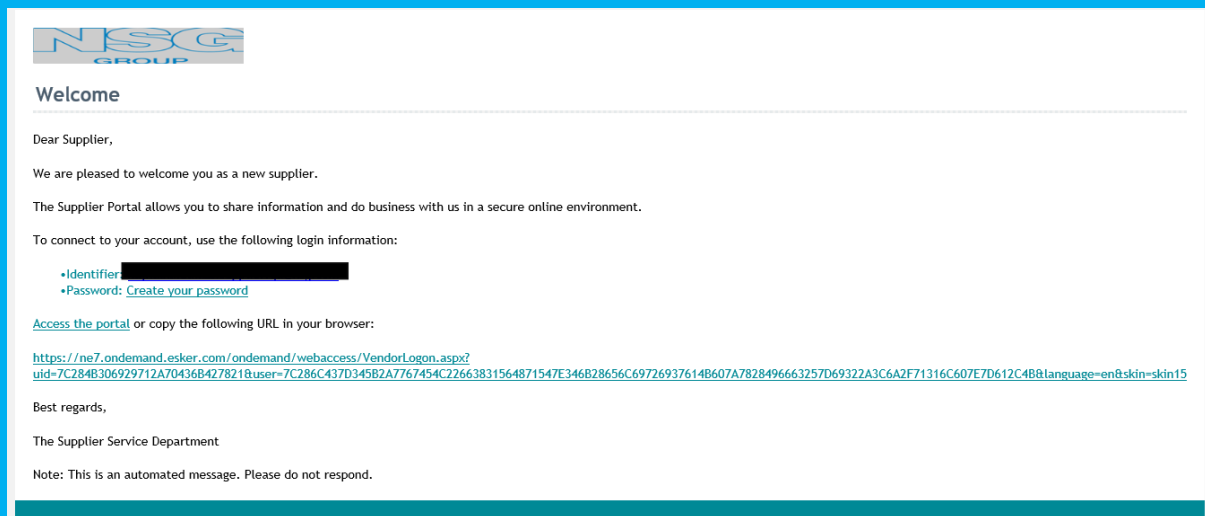 NSG
GROUP
Welcome
Dear Supplier,
We are pleased to welcome you as a new supplier.
The Supplier Portal allows you to share information and do business with us in a secure online environment.
To connect to your account, use the following login information:
•Identifier:
•Password: Create your password
Access the portal or copy the following URL in your browser:
https://ne7.ondemand.esker.com/ondemand/webaccess/VendorLogon.aspx?
uid=7C284B306929712A70436B427821&user=7C286C437D345B2A7767454C22663831564871547E346B28656C69726937614B607A7828496663257D69322A3C6A2F71316C607E7D612C4B&language=en&skin=skin15
Best regards,
The Supplier Service Department
Note: This is an automated message. Please do not respond.